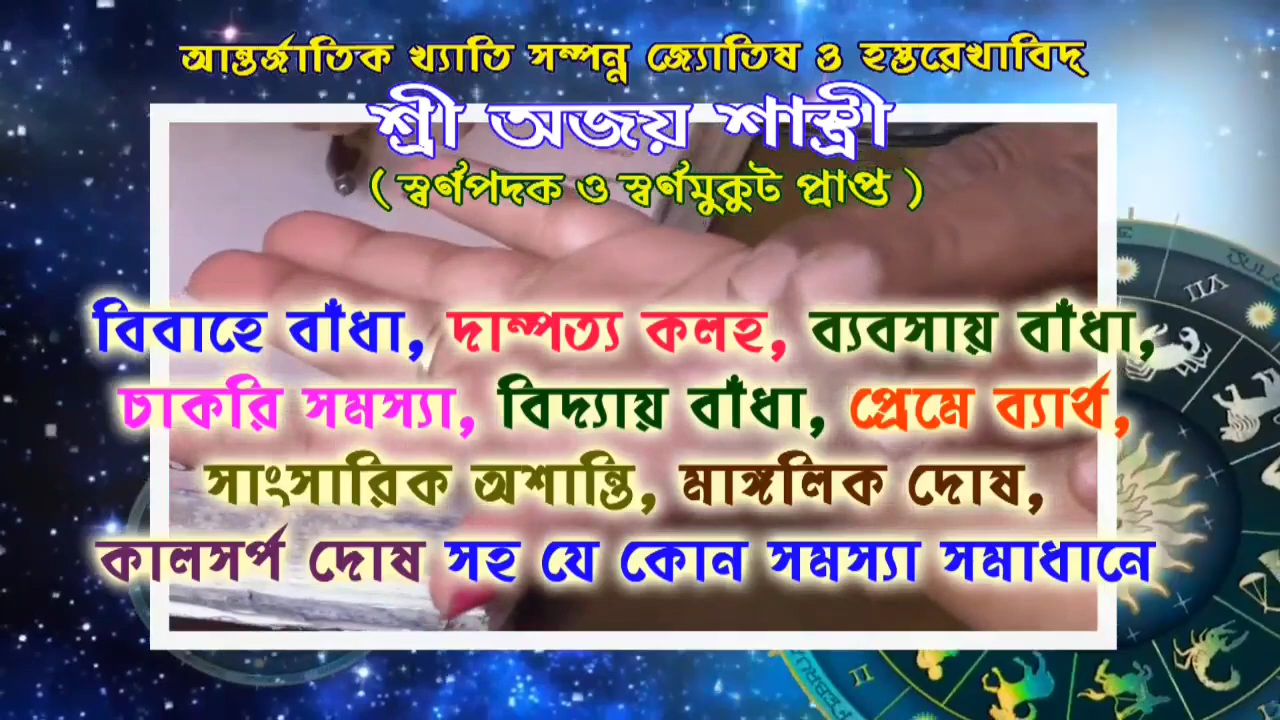 আন্তর্জাতিক খ্যাতি সম্পন্ন জ্যোতিষ ও হস্তরেখাবিদ্
শ্রী অজয় শাস্ত্রী
( স্বর্ণপদক ও স্বর্ণমুকুট প্রাপ্ত )
বিবাহে বাঁধা, দাম্পত্য কলহ, ব্যবসায় বাঁধা,
চাকরি সমস্যা, বিদ্যায় বাঁধা, প্রেমে ব্যার্থ,
সাংসারিক অশান্তি, মাঙ্গলিক দোষ,
কালসর্প দোষ সহ যে কোন সমস্যা সমাধানে